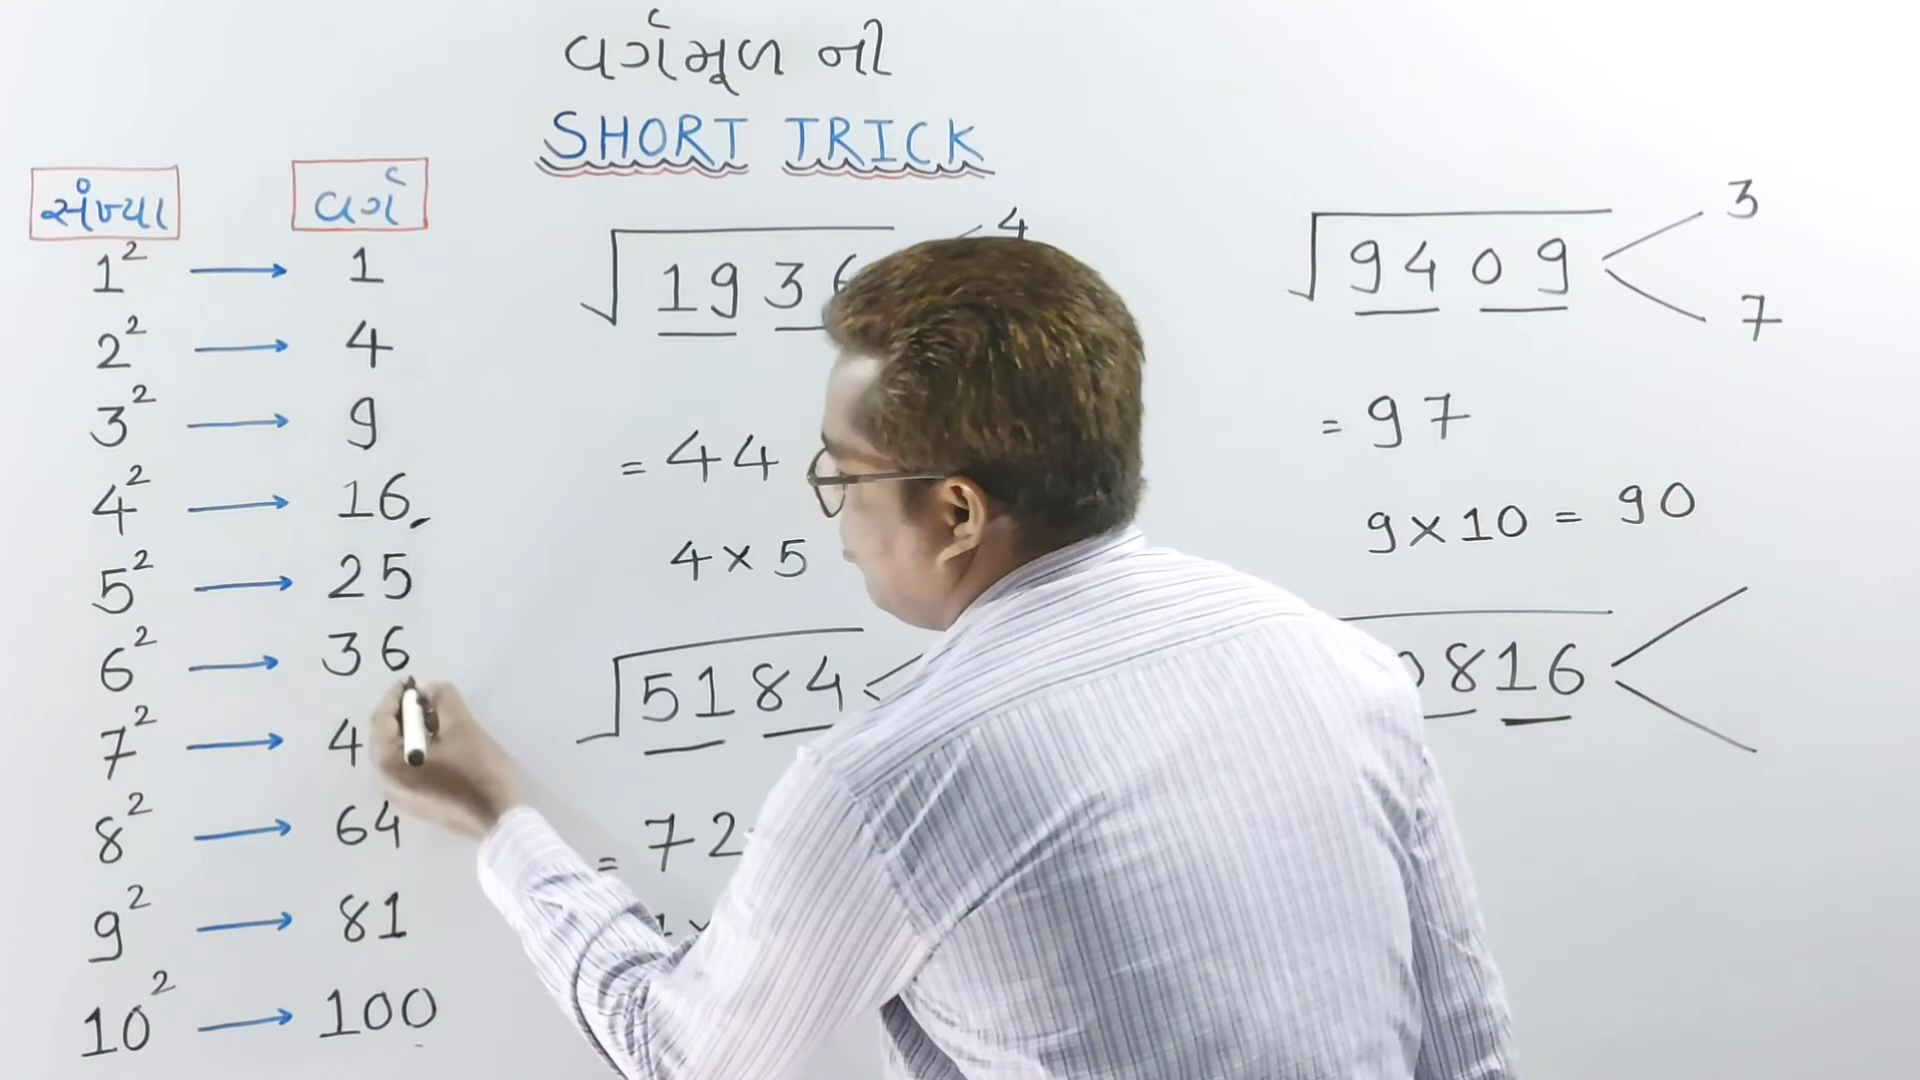 વર્ગમૂળ ની
SHORT TRICK
સંખ્યા વર્ગ
1² → 1
2² → 4
3² → 9
4² → 16
5² → 25
6² → 36
7² → 4
8² → 64
9² → 81
10² → 100
√193 4
= 44
4 × 5
√5184
= 72
√9409 3
7
= 97
9 × 10 = 90
816